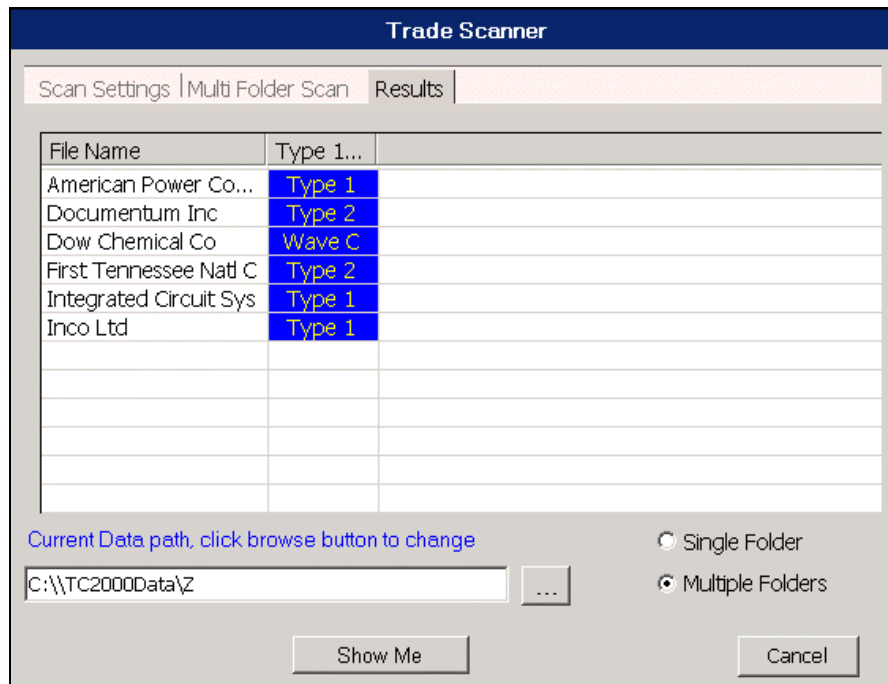 Trade Scanner
Scan Settings Multi Folder Scan Results
File Name Type 1...
American Power Co... Type 1
Documentum Inc Type 2
Dow Chemical Co Wave C
First Tennessee Natl C Type 2
Integrated Circuit Sys Type 1
Inco Ltd Type 1
Current Data path, click browse button to change
Single Folder
C:\\TC2000Data\Z ... Multiple Folders
Show Me Cancel